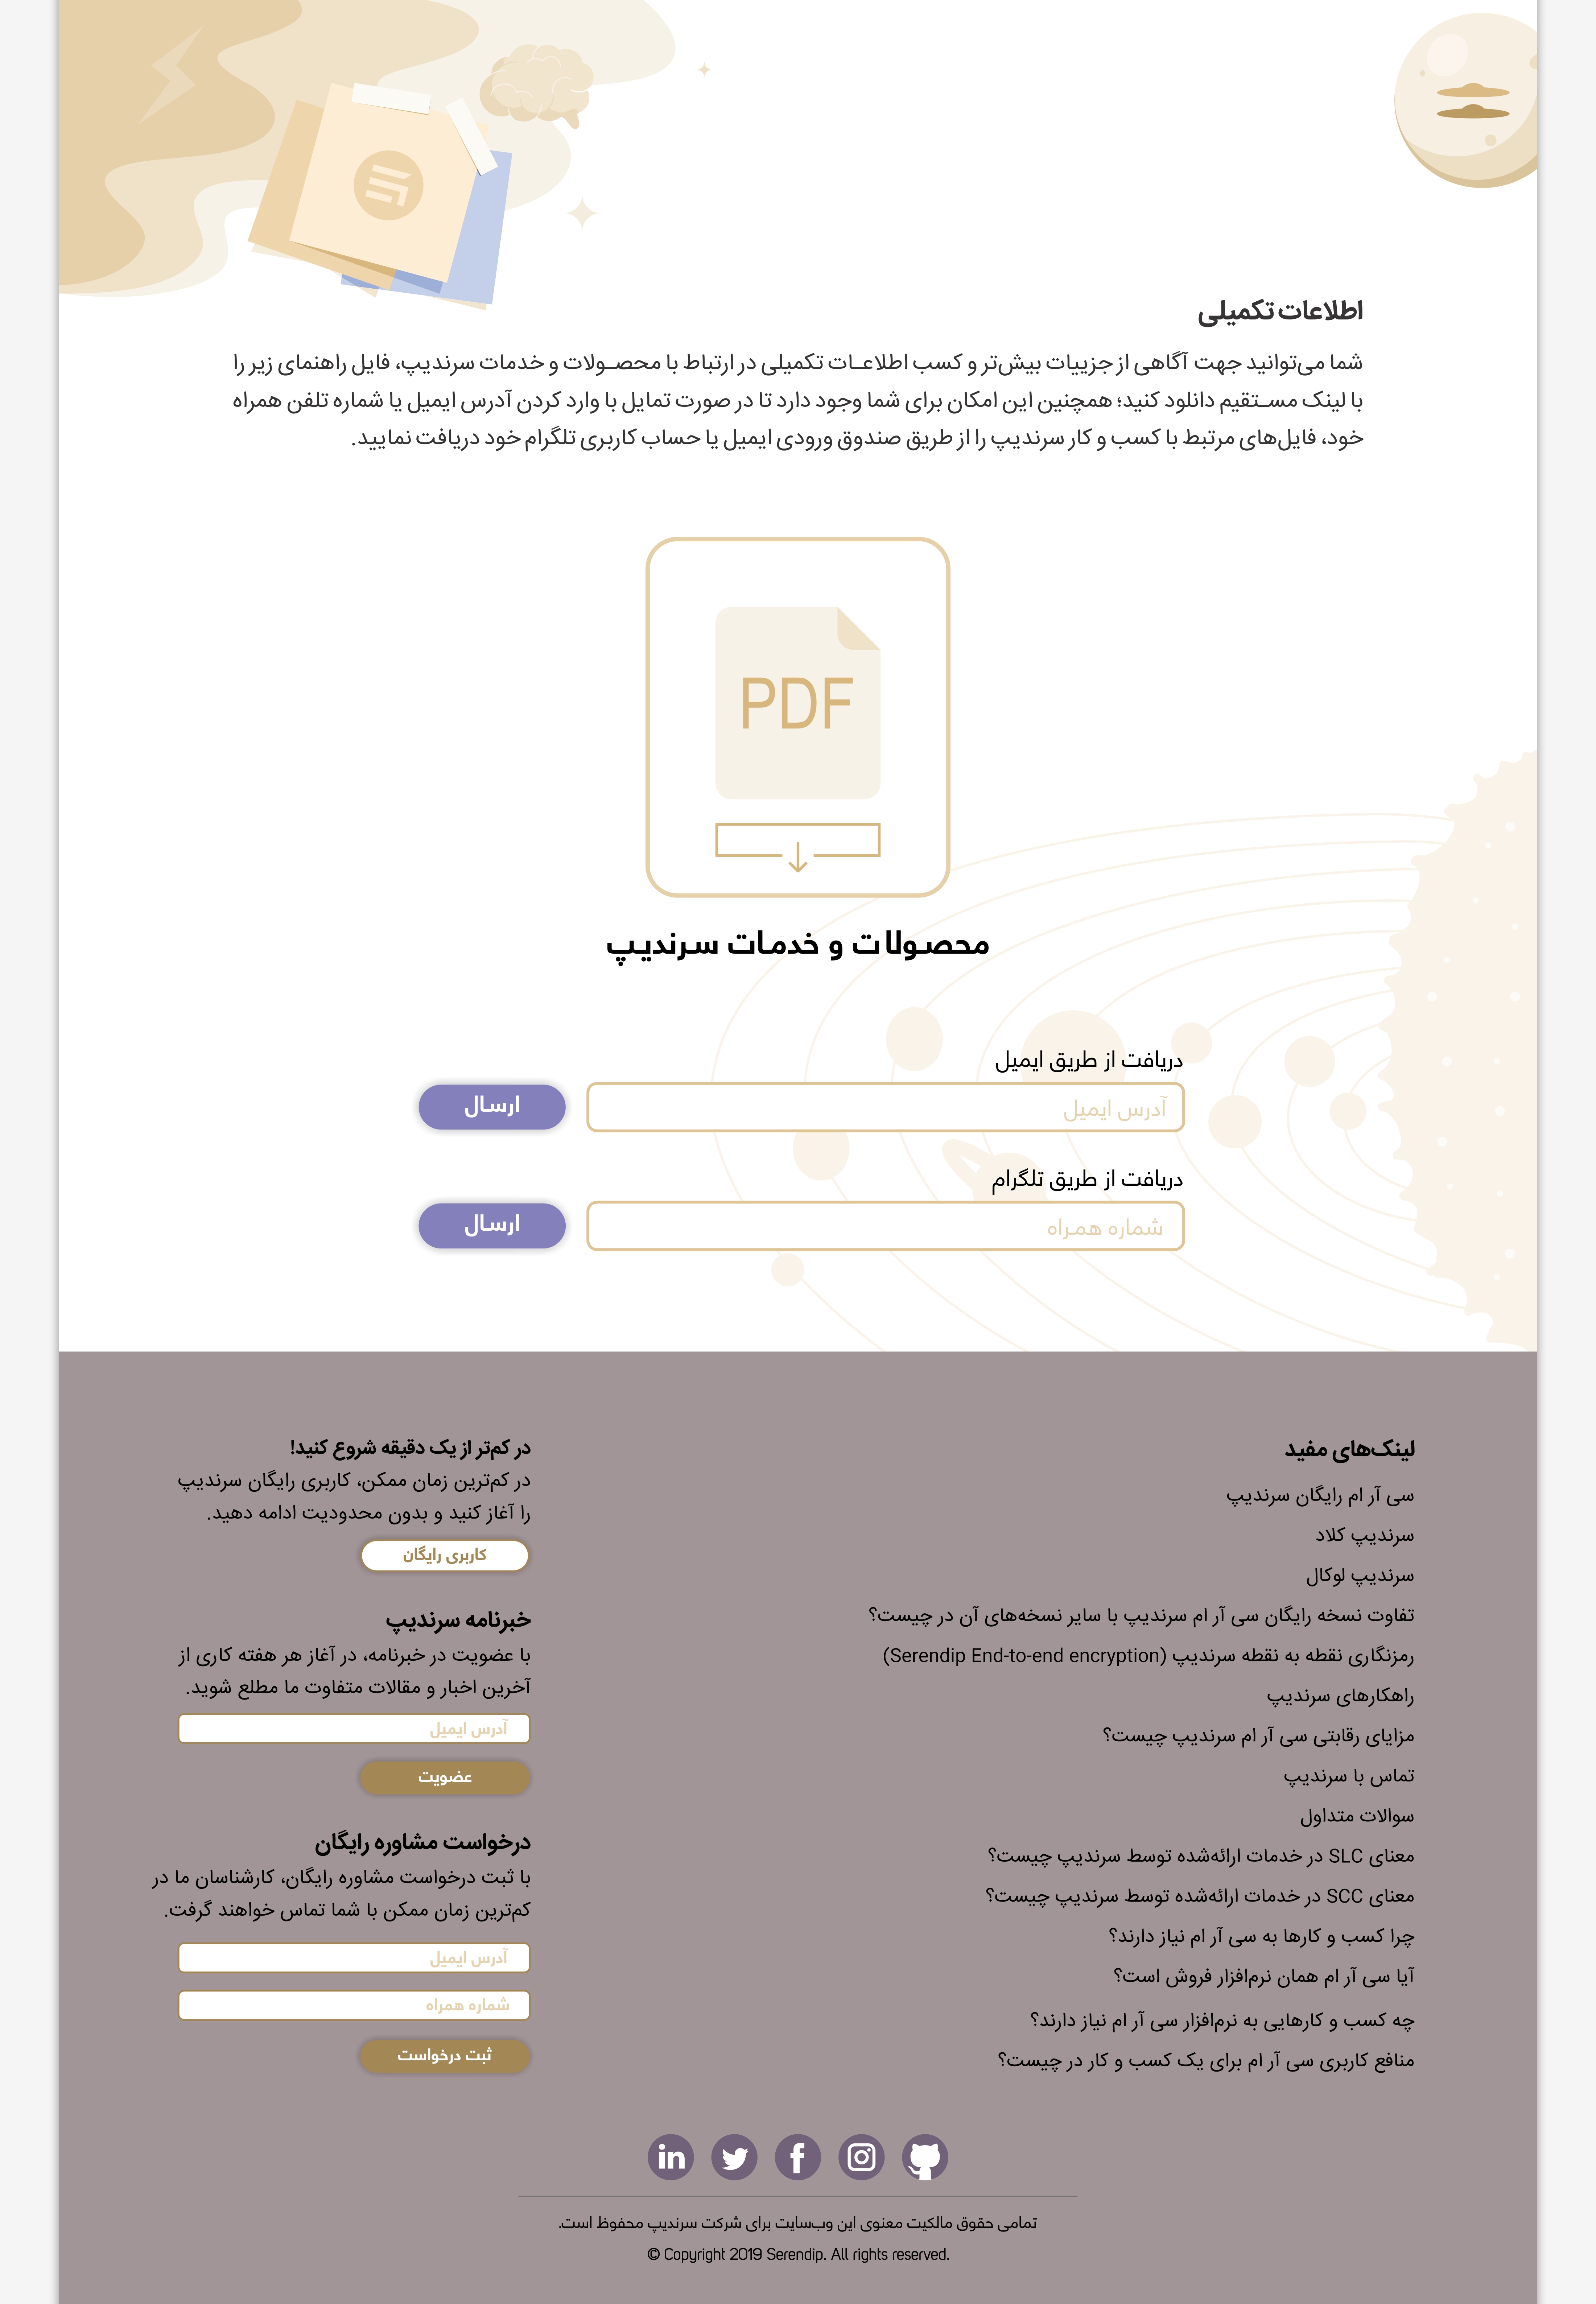 اطلاعات تکمیلی
شما می‌توانید جهت آگاهی از جزییات بیش‌تر و کسب اطلاعـات تکمیلی در ارتباط با محصـولات و خدمات سرندیپ، فایل راهنمای زیر را
با لینک مسـتقیم دانلود کنید؛ همچنین این امکان برای شما وجود دارد تا در صورت تمایل با وارد کردن آدرس ایمیل یا شماره تلفن همراه
خود، فایل‌های مرتبط با کسب و کار سرندیپ را از طریق صندوق ورودی ایمیل یا حساب کاربری تلگرام خود دریافت نمایید.
PDF
محصولات و خدمات سرندیپ
دریافت از طریق ایمیل
آدرس ایمیل
ارسال
دریافت از طریق تلگرام
شماره همراه
ارسال
لینک‌های مفید
سی آر ام رایگان سرندیپ
سرندیپ کلاد
سرندیپ لوکال
تفاوت نسخه رایگان سی آر ام سرندیپ با سایر نسخه‌های آن در چیست؟
رمزنگاری نقطه به نقطه سرندیپ (Serendip End-to-end encryption)
راهکارهای سرندیپ
مزایای رقابتی سی آر ام سرندیپ چیست؟
تماس با سرندیپ
سوالات متداول
معنای SLC در خدمات ارائه‌شده توسط سرندیپ چیست؟
معنای SCC در خدمات ارائه‌شده توسط سرندیپ چیست؟
چرا کسب و کارها به سی آر ام نیاز دارند؟
آیا سی آر ام همان نرم‌افزار فروش است؟
چه کسب و کارهایی به نرم‌افزار سی آر ام نیاز دارند؟
منافع کاربری سی آر ام برای یک کسب و کار در چیست؟
در کم‌تر از یک دقیقه شروع کنید!
در کم‌ترین زمان ممکن، کاربری رایگان سرندیپ
را آغاز کنید و بدون محدودیت ادامه دهید.
کاربری رایگان
خبرنامه سرندیپ
با عضویت در خبرنامه، در آغاز هر هفته کاری از
آخرین اخبار و مقالات متفاوت ما مطلع شوید.
آدرس ایمیل
عضویت
درخواست مشاوره رایگان
با ثبت درخواست مشاوره رایگان، کارشناسان ما در
کم‌ترین زمان ممکن با شما تماس خواهند گرفت.
آدرس ایمیل
شماره همراه
ثبت درخواست
تمامی حقوق مالکیت معنوی این وب‌سایت برای شرکت سرندیپ محفوظ است.
© Copyright 2019 Serendip. All rights reserved.